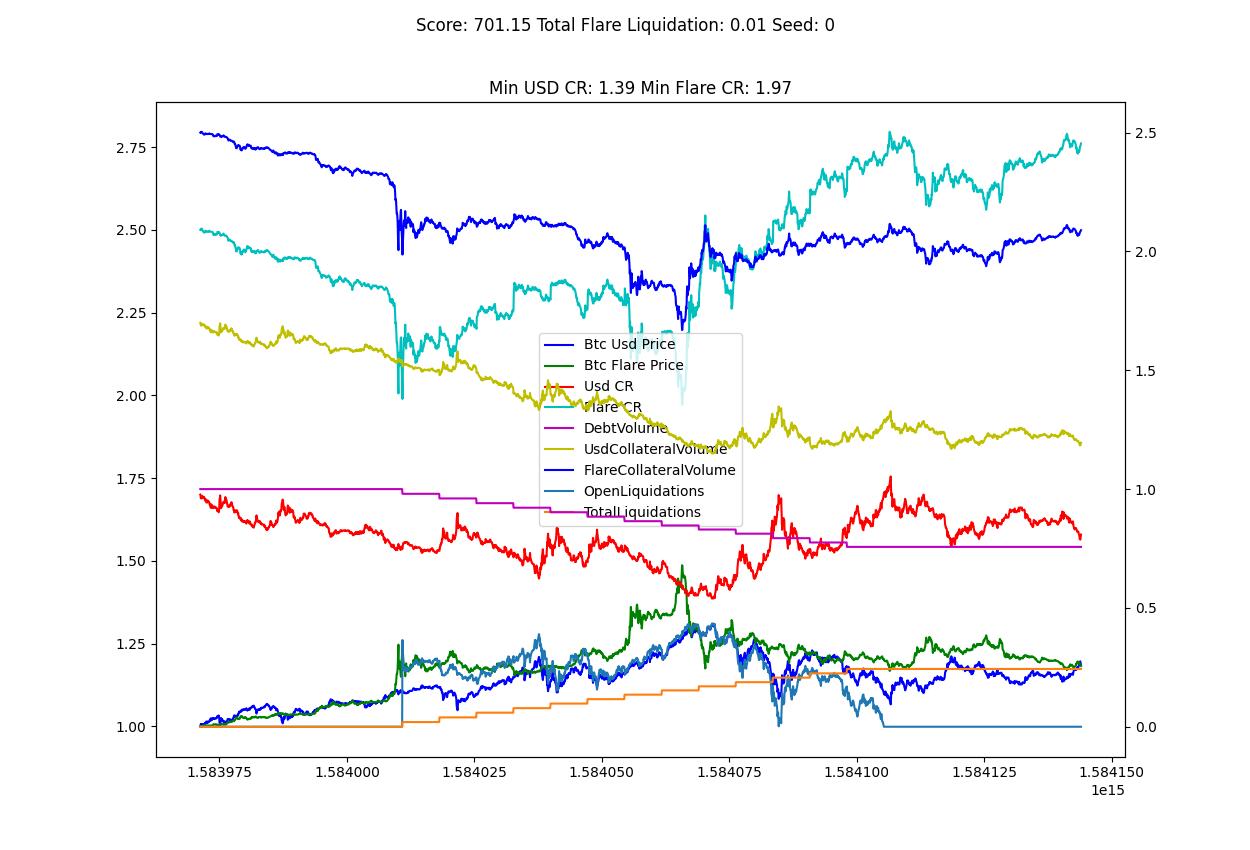 Score: 701.15 Total Flare Liquidation: 0.01 Seed: 0
Min USD CR: 1.39 Min Flare CR: 1.97
2.75
2.50
2.25
2.00
1.75
1.50
1.25
1.00
2.5
2.0
1.5
1.0
0.5
0.0
Btc Usd Price
Btc Flare Price
Usd CR
Flare CR
DebtVolume
UsdCollateralVolume
FlareCollateralVolume
OpenLiquidations
TotalLiquidations
1.583975 1.584000 1.584025 1.584050 1.584075 1.584100 1.584125 1.584150
1e15